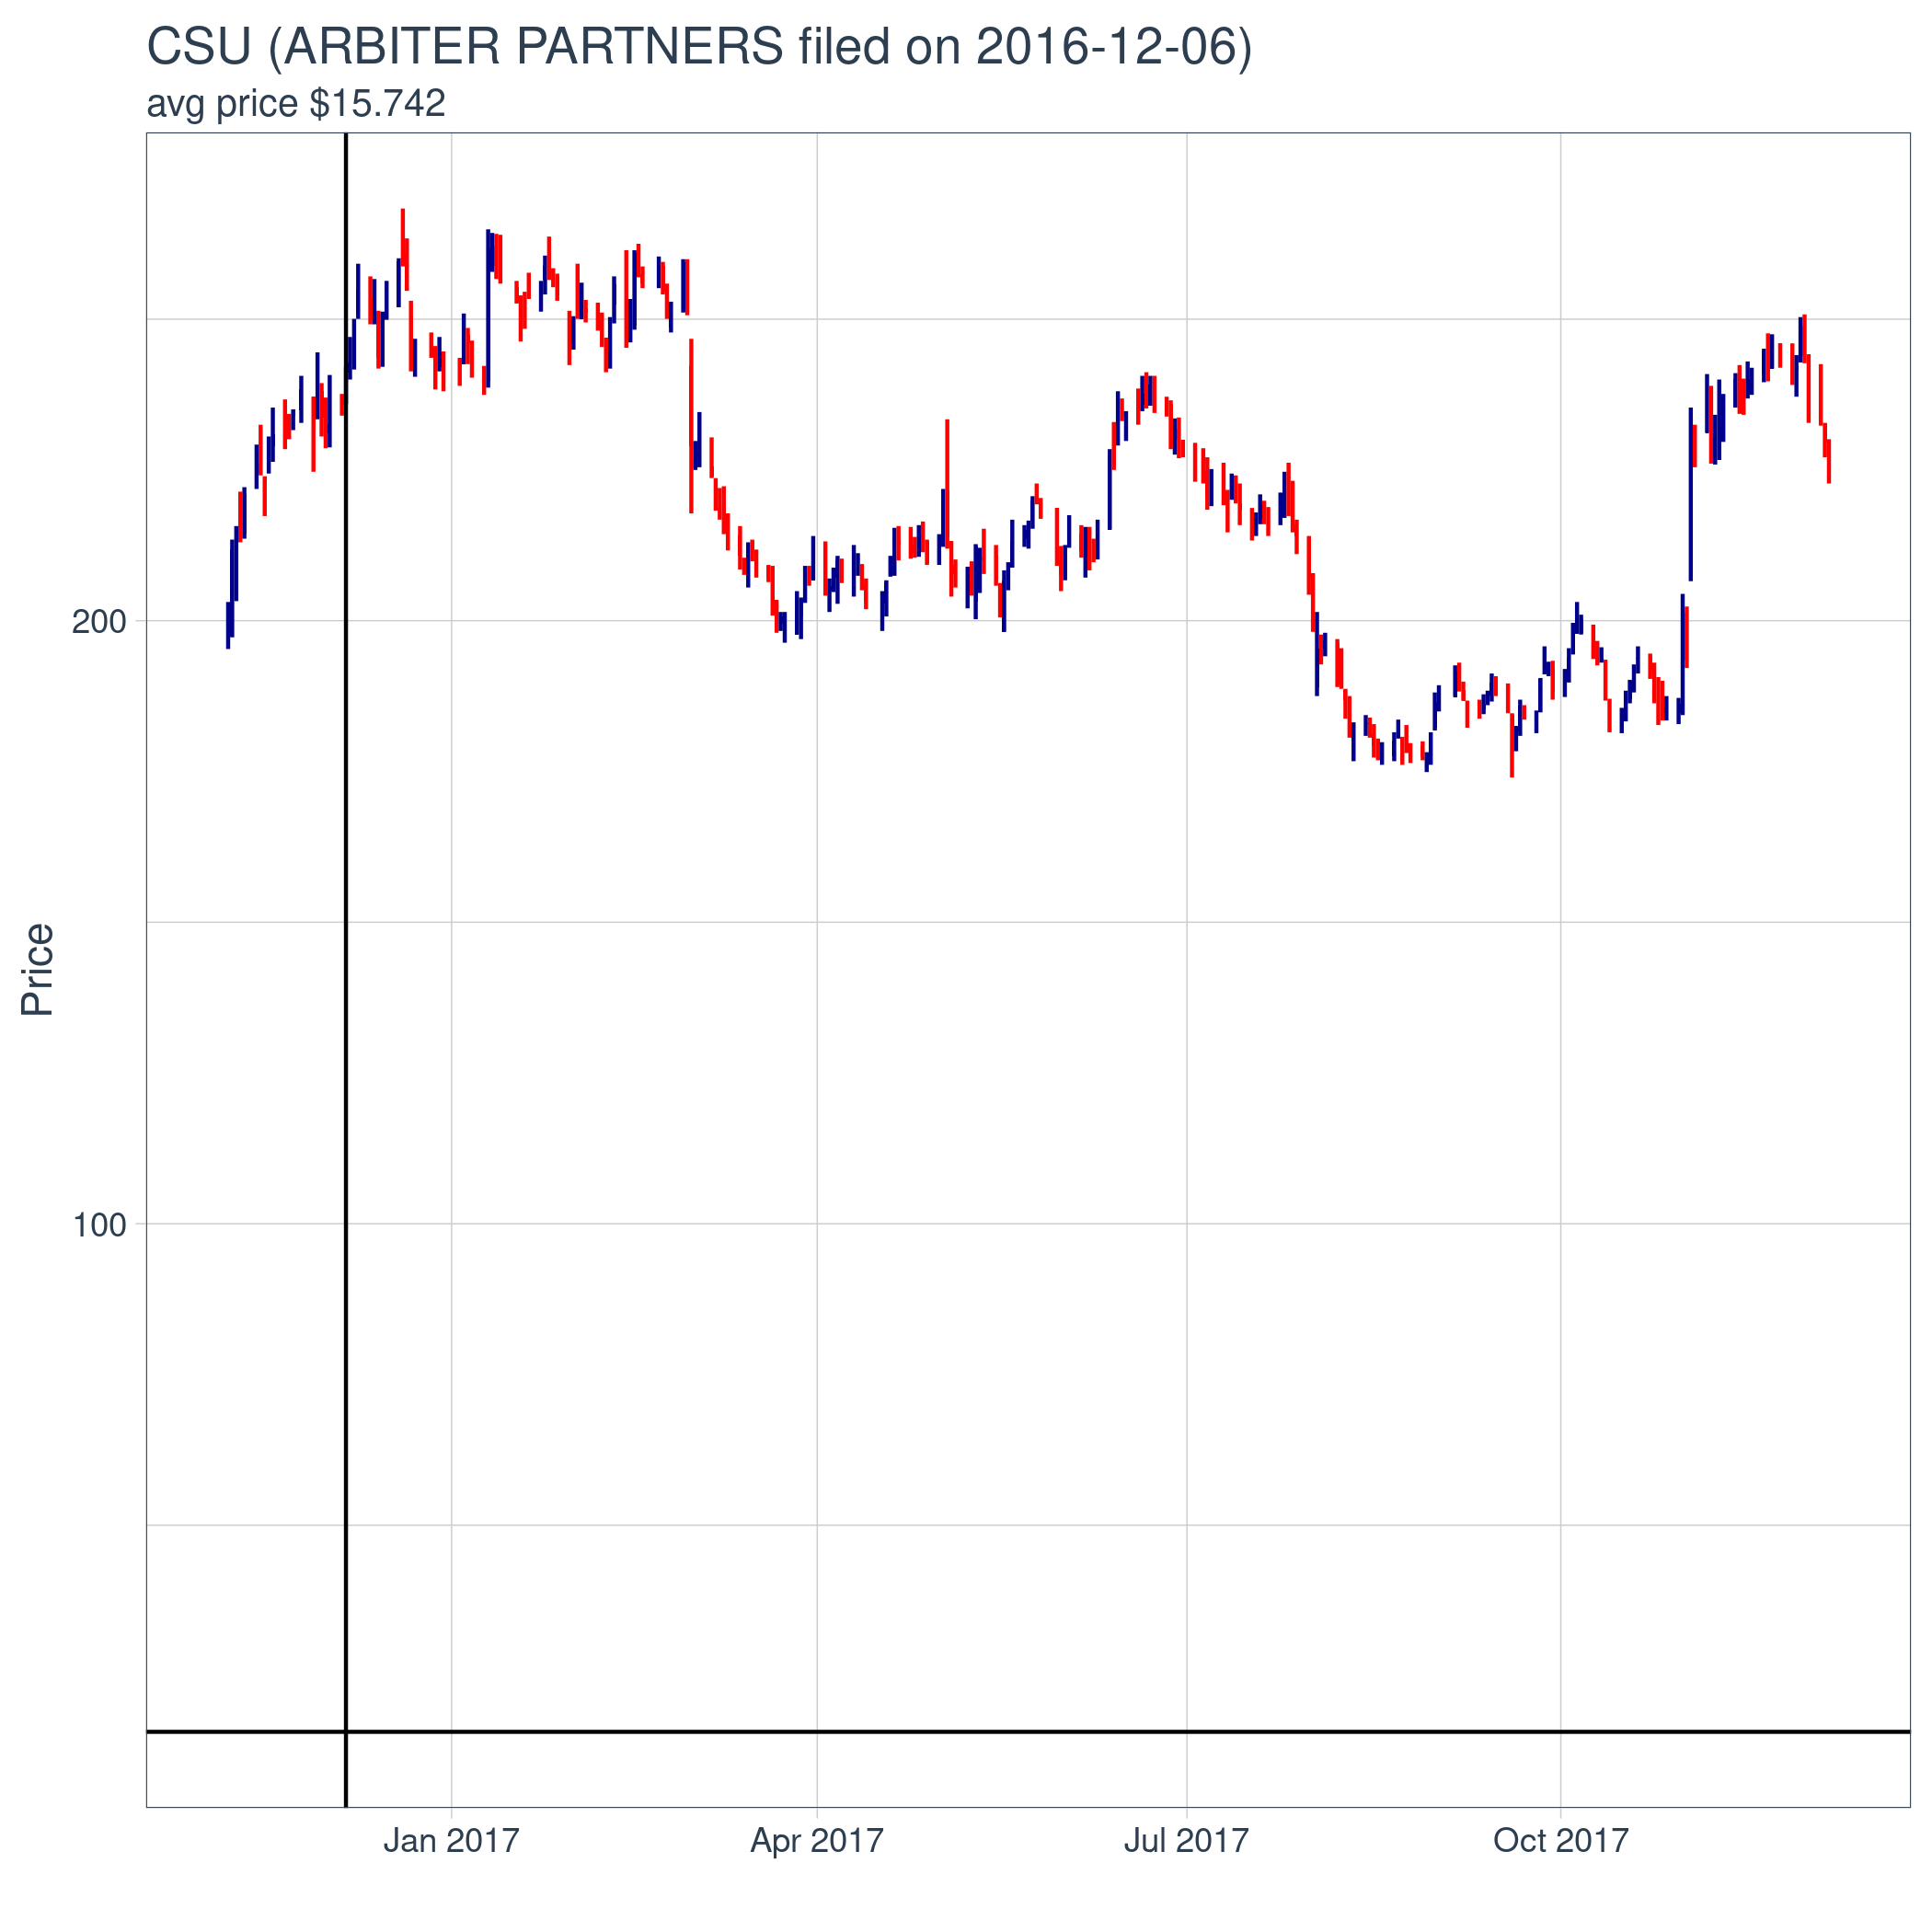 CSU (ARBITER PARTNERS filed on 2016-12-06)
avg price $15.742
Price
200
100
Jan 2017
Apr 2017
Jul 2017
Oct 2017